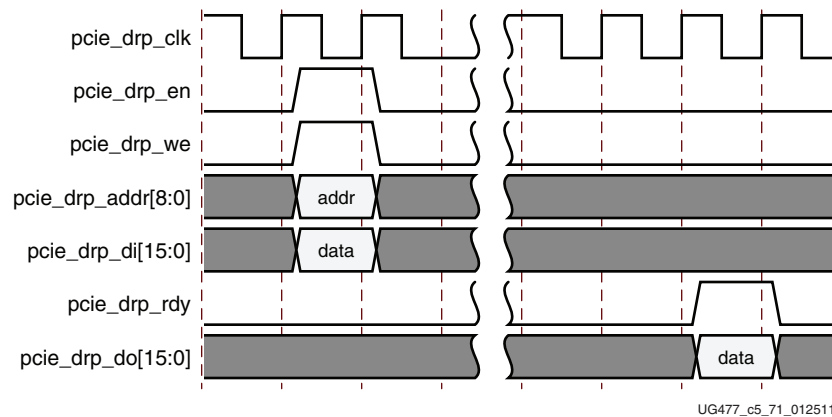 pcie_drp_clk
pcie_drp_en
pcie_drp_we
pcie_drp_addr[8:0] addr
pcie_drp_di[15:0] data
pcie_drp_rdy
pcie_drp_do[15:0] data
UG477_c5_71_012511